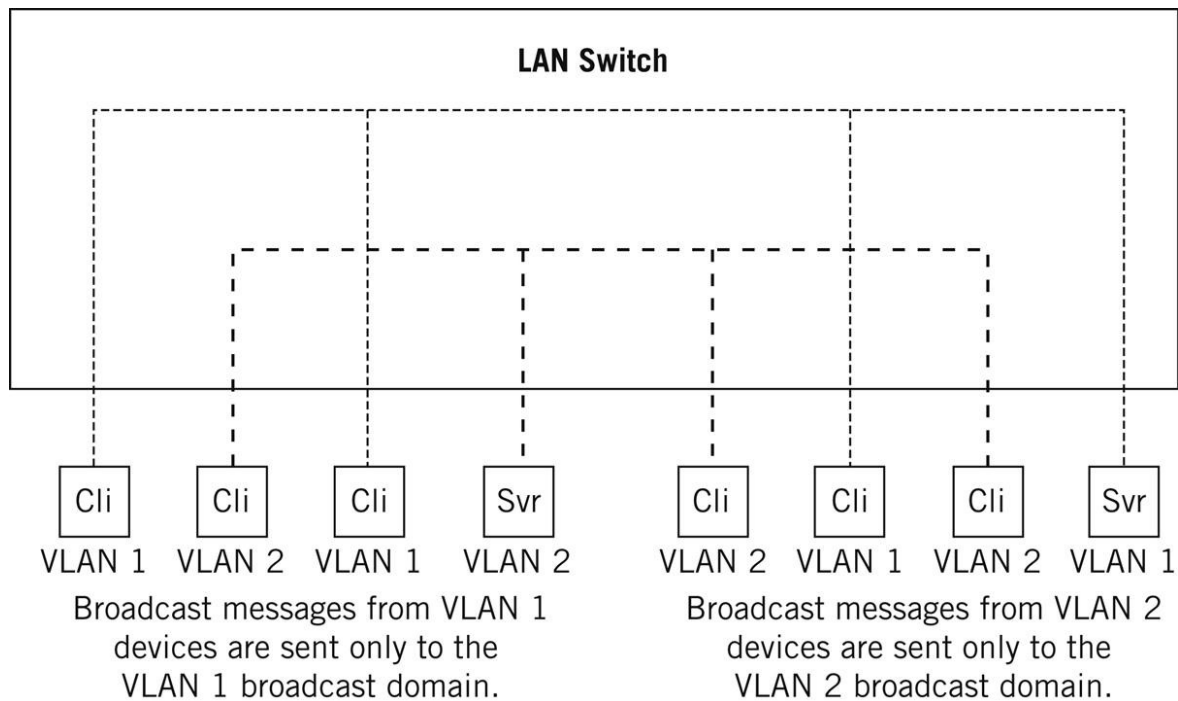 LAN Switch
Cli Cli Cli Svr Cli Cli Cli Svr
VLAN 1 VLAN 2 VLAN 1 VLAN 2 VLAN 2 VLAN 1 VLAN 2 VLAN 1
Broadcast messages from VLAN 1
devices are sent only to the
VLAN 1 broadcast domain.
Broadcast messages from VLAN 2
devices are sent only to the
VLAN 2 broadcast domain.